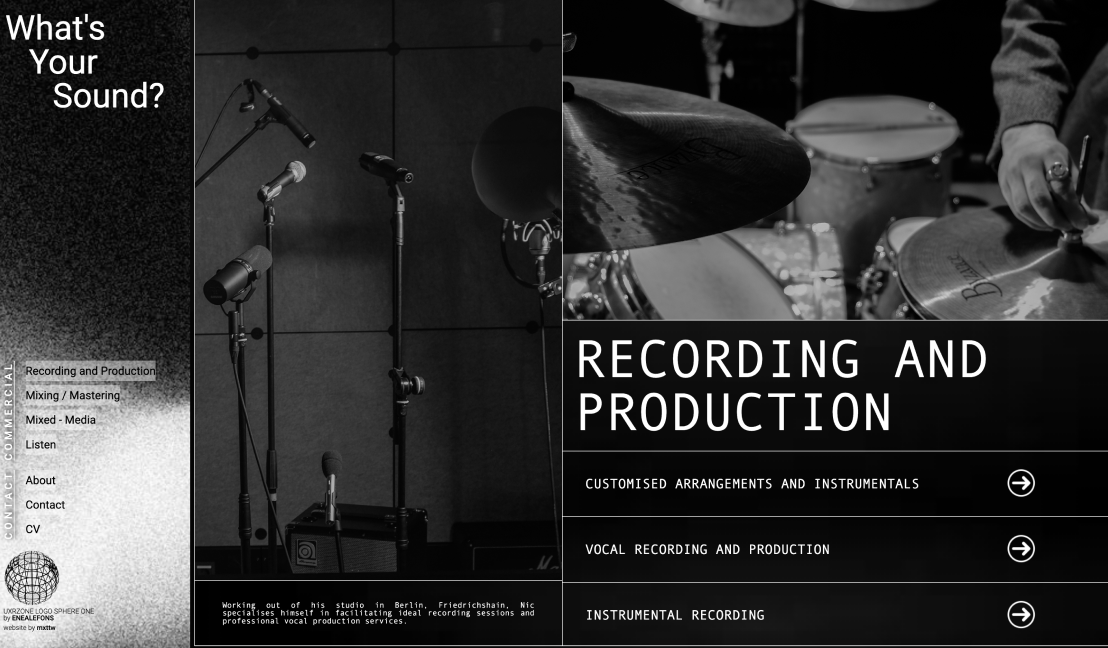 What's
Your
Sound?
CONTACT COMMERCIAL
Recording and Production
Mixing / Mastering
Mixed - Media
Listen
About
Contact
CV
UXRZONE LOGO SPHERE ONE
by ENEALEFONS
website by mxttw
Ampeg
Working out of his studio in Berlin, Friedrichshain, Nic
specialises himself in facilitating ideal recording sessions and
professional vocal production services.
RECORDING AND
PRODUCTION
CUSTOMISED ARRANGEMENTS AND INSTRUMENTALS
VOCAL RECORDING AND PRODUCTION
INSTRUMENTAL RECORDING